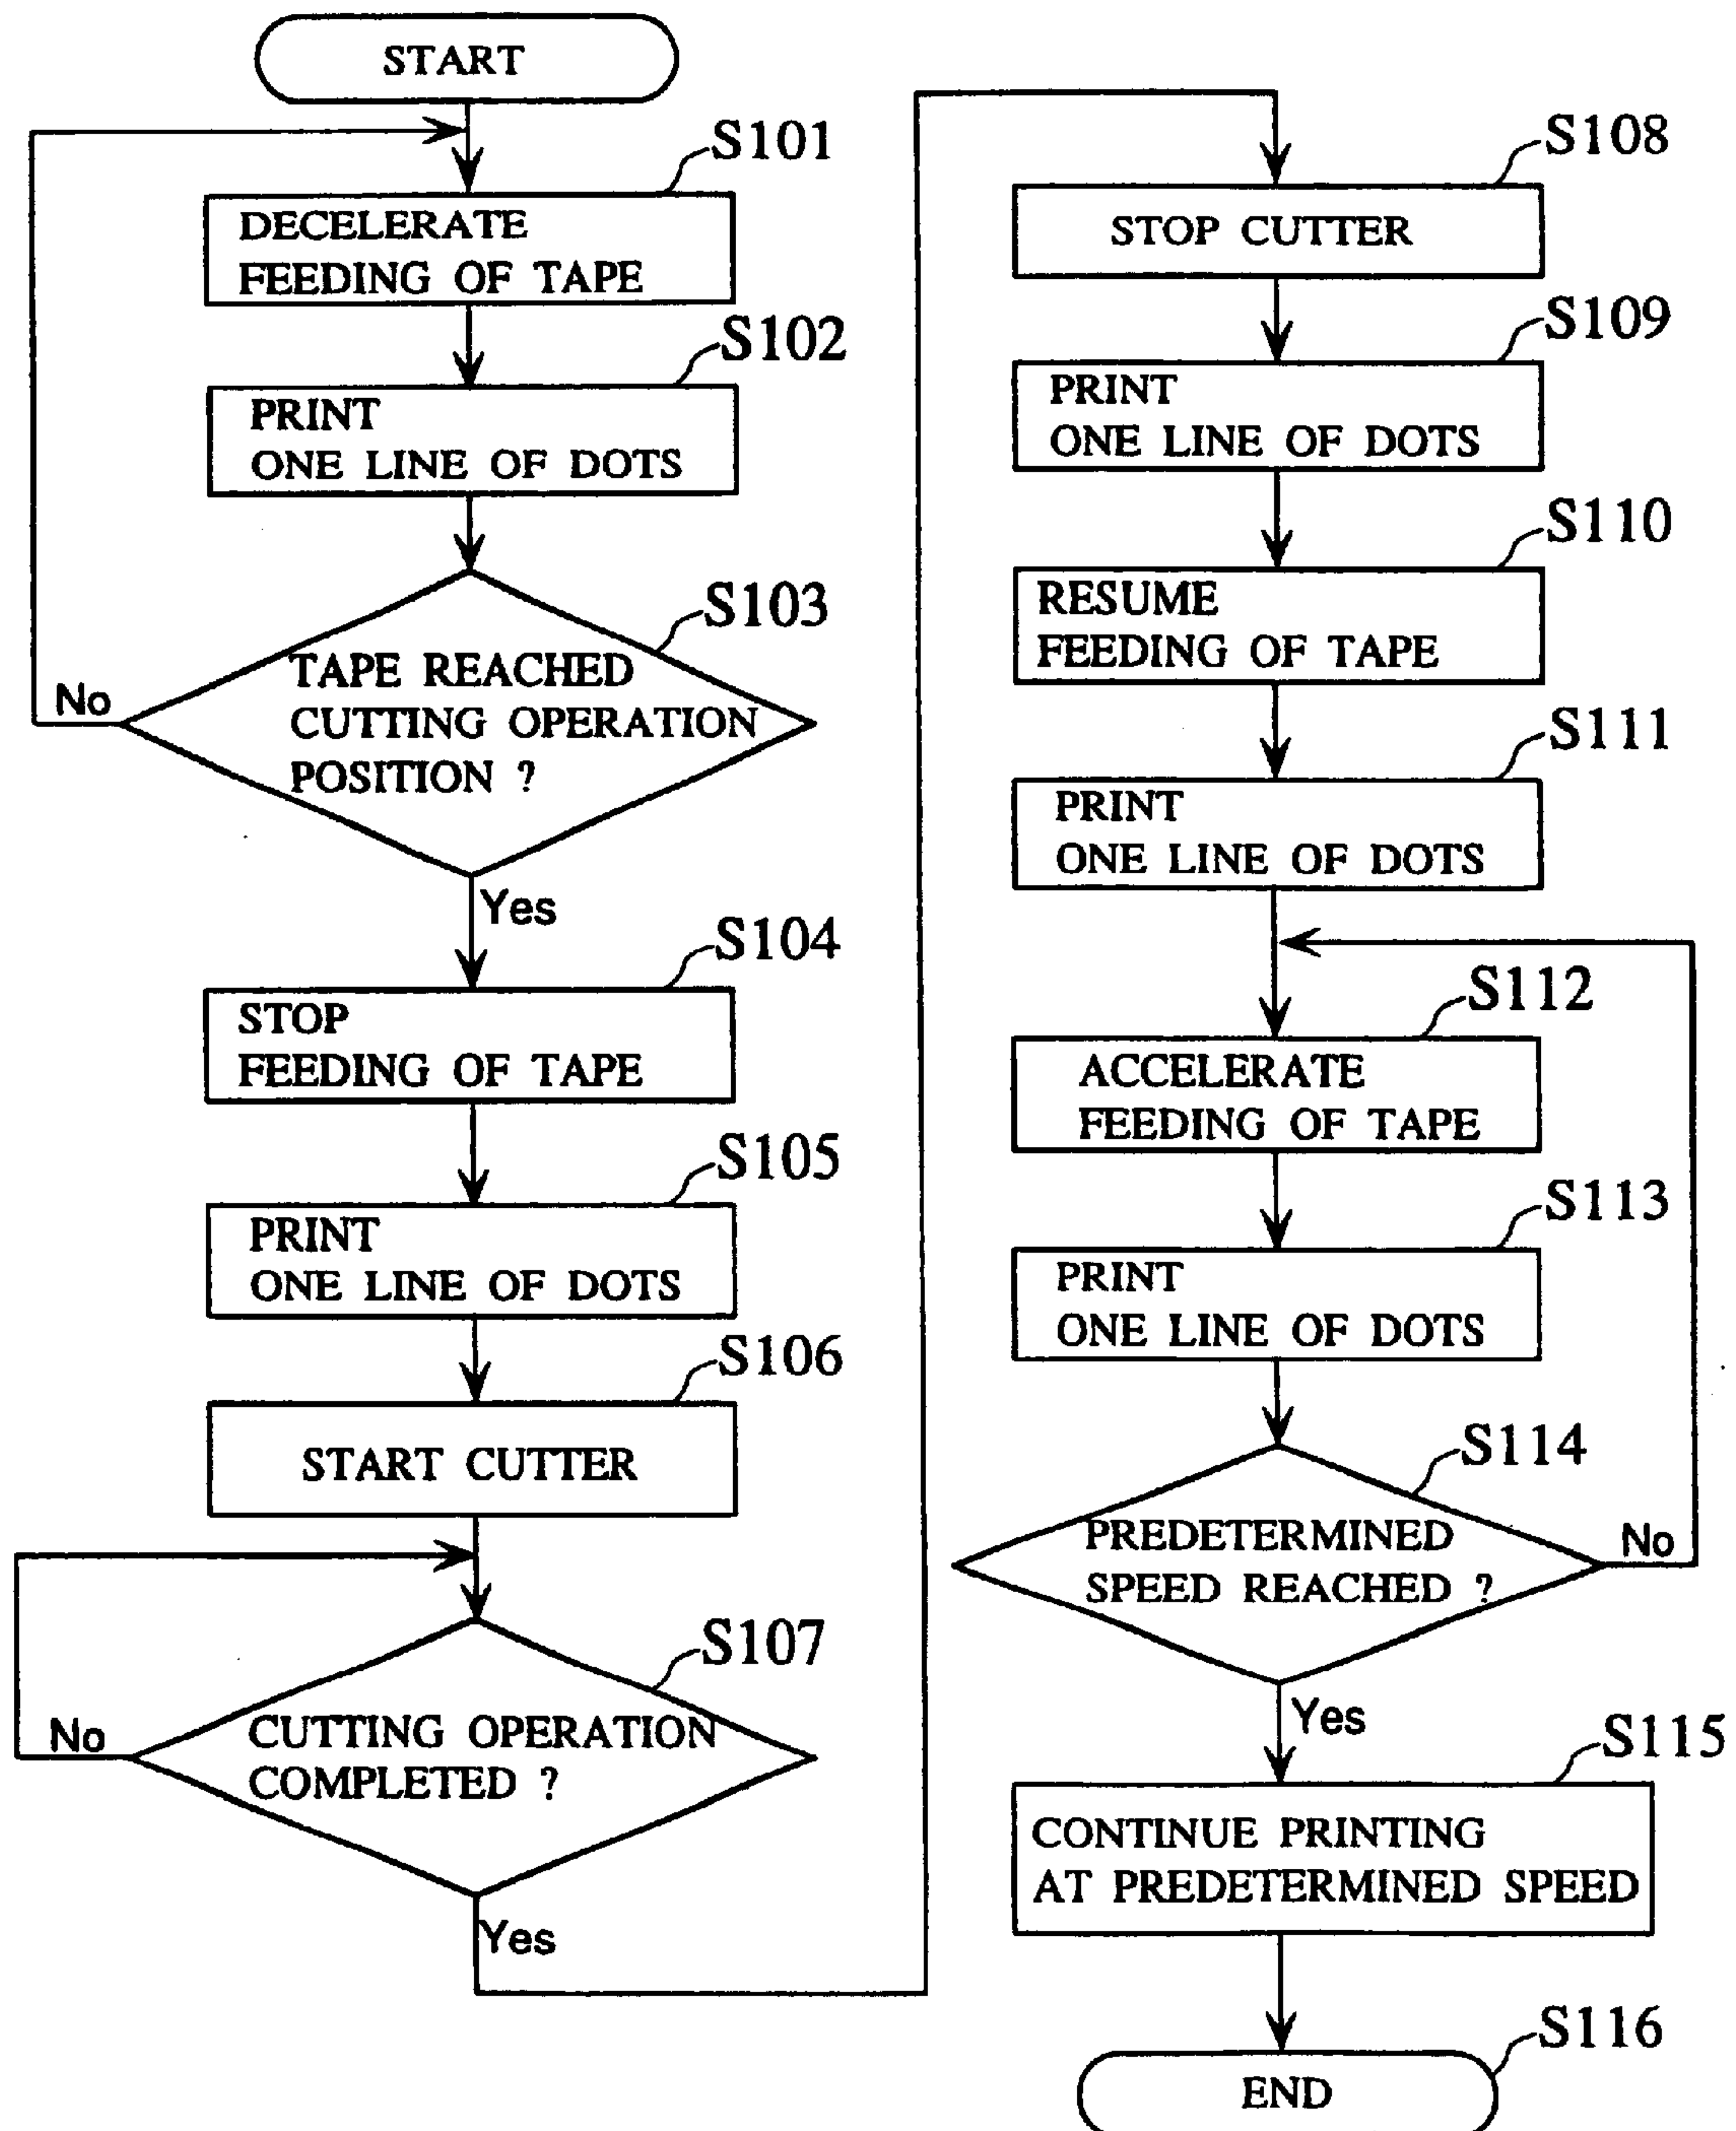 START
S101
DECELERATE
FEEDING OF TAPE
S102
PRINT
ONE LINE OF DOTS
S103
TAPE REACHED
CUTTING OPERATION
POSITION ?
No
Yes
S104
STOP
FEEDING OF TAPE
S105
PRINT
ONE LINE OF DOTS
S106
START CUTTER
S107
CUTTING OPERATION
COMPLETED ?
No
Yes
S108
STOP CUTTER
S109
PRINT
ONE LINE OF DOTS
S110
RESUME
FEEDING OF TAPE
S111
PRINT
ONE LINE OF DOTS
S112
ACCELERATE
FEEDING OF TAPE
S113
PRINT
ONE LINE OF DOTS
S114
PREDETERMINED
SPEED REACHED ?
No
Yes
S115
CONTINUE PRINTING
AT PREDETERMINED SPEED
S116
END